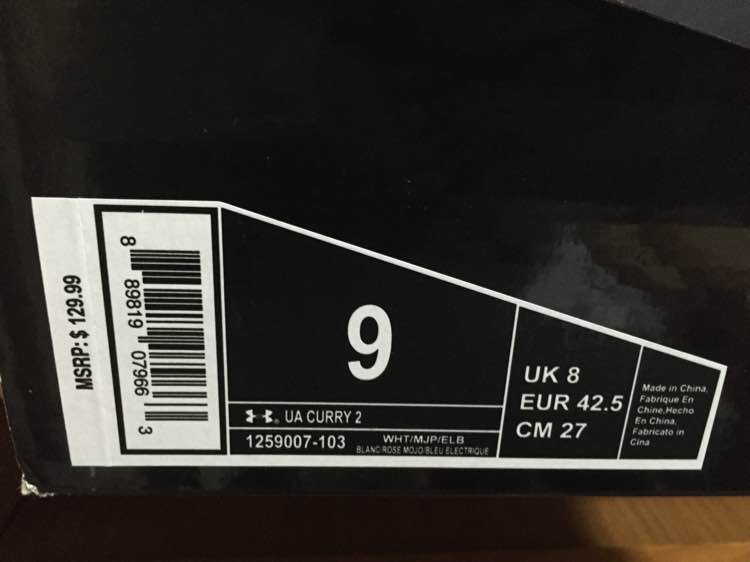 MSRP: $ 129.99
8 89819 07966 3
9
UA CURRY 2
1259007-103
WHT/MJP/ELB
BLANC/ROSE MOJO/BLEU ELECTRIQUE
UK 8
EUR 42.5
CM 27
Made in China,
Fabrique En
Chine,Hecho
En China,
Fabricato in
Cina